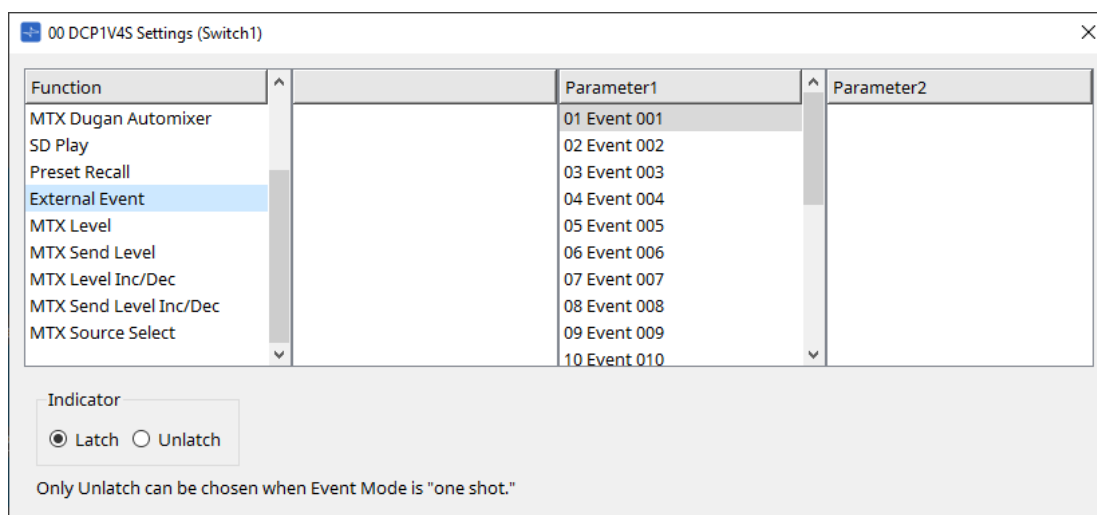 00 DCP1V4S Settings (Switch1)
Function
MTX Dugan Automixer
SD Play
Preset Recall
External Event
MTX Level
MTX Send Level
MTX Level Inc/Dec
MTX Send Level Inc/Dec
MTX Source Select
Parameter1
01 Event 001
02 Event 002
03 Event 003
04 Event 004
05 Event 005
06 Event 006
07 Event 007
08 Event 008
09 Event 009
10 Event 010
Parameter2
Indicator
Latch
Unlatch
Only Unlatch can be chosen when Event Mode is "one shot."